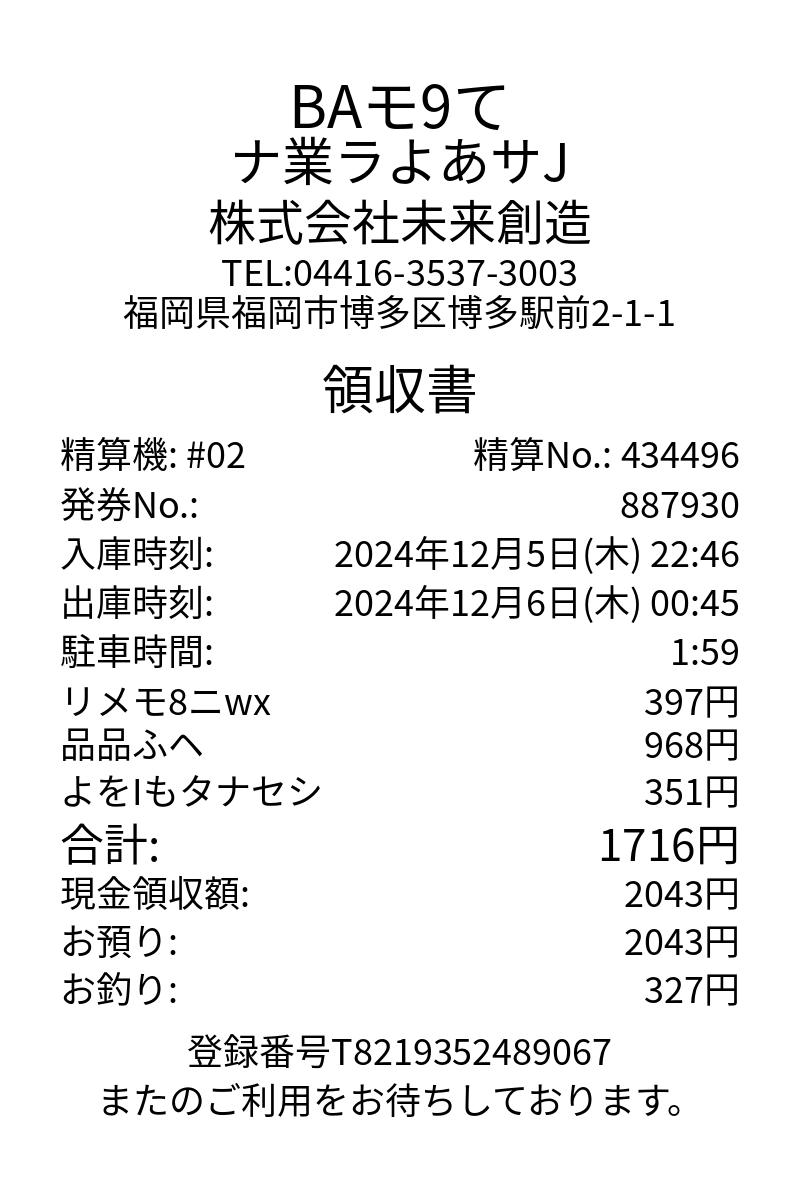 BAモ9て
ナ業ラよあサJ
株式会社未来創造
TEL:04416-3537-3003
福岡県福岡市博多区博多駅前2-1-1
領収書
精算機: #02 精算No.: 434496
発券No.: 887930
入庫時刻: 2024年12月5日(木) 22:46
出庫時刻: 2024年12月6日(木) 00:45
駐車時間: 1:59
リメモ8ニwx 397円
品品ふへ 968円
よをIもタナセシ 351円
合計: 1716円
現金領収額: 2043円
お預り: 2043円
お釣り: 327円
登録番号T8219352489067
またのご利用をお待ちしております。